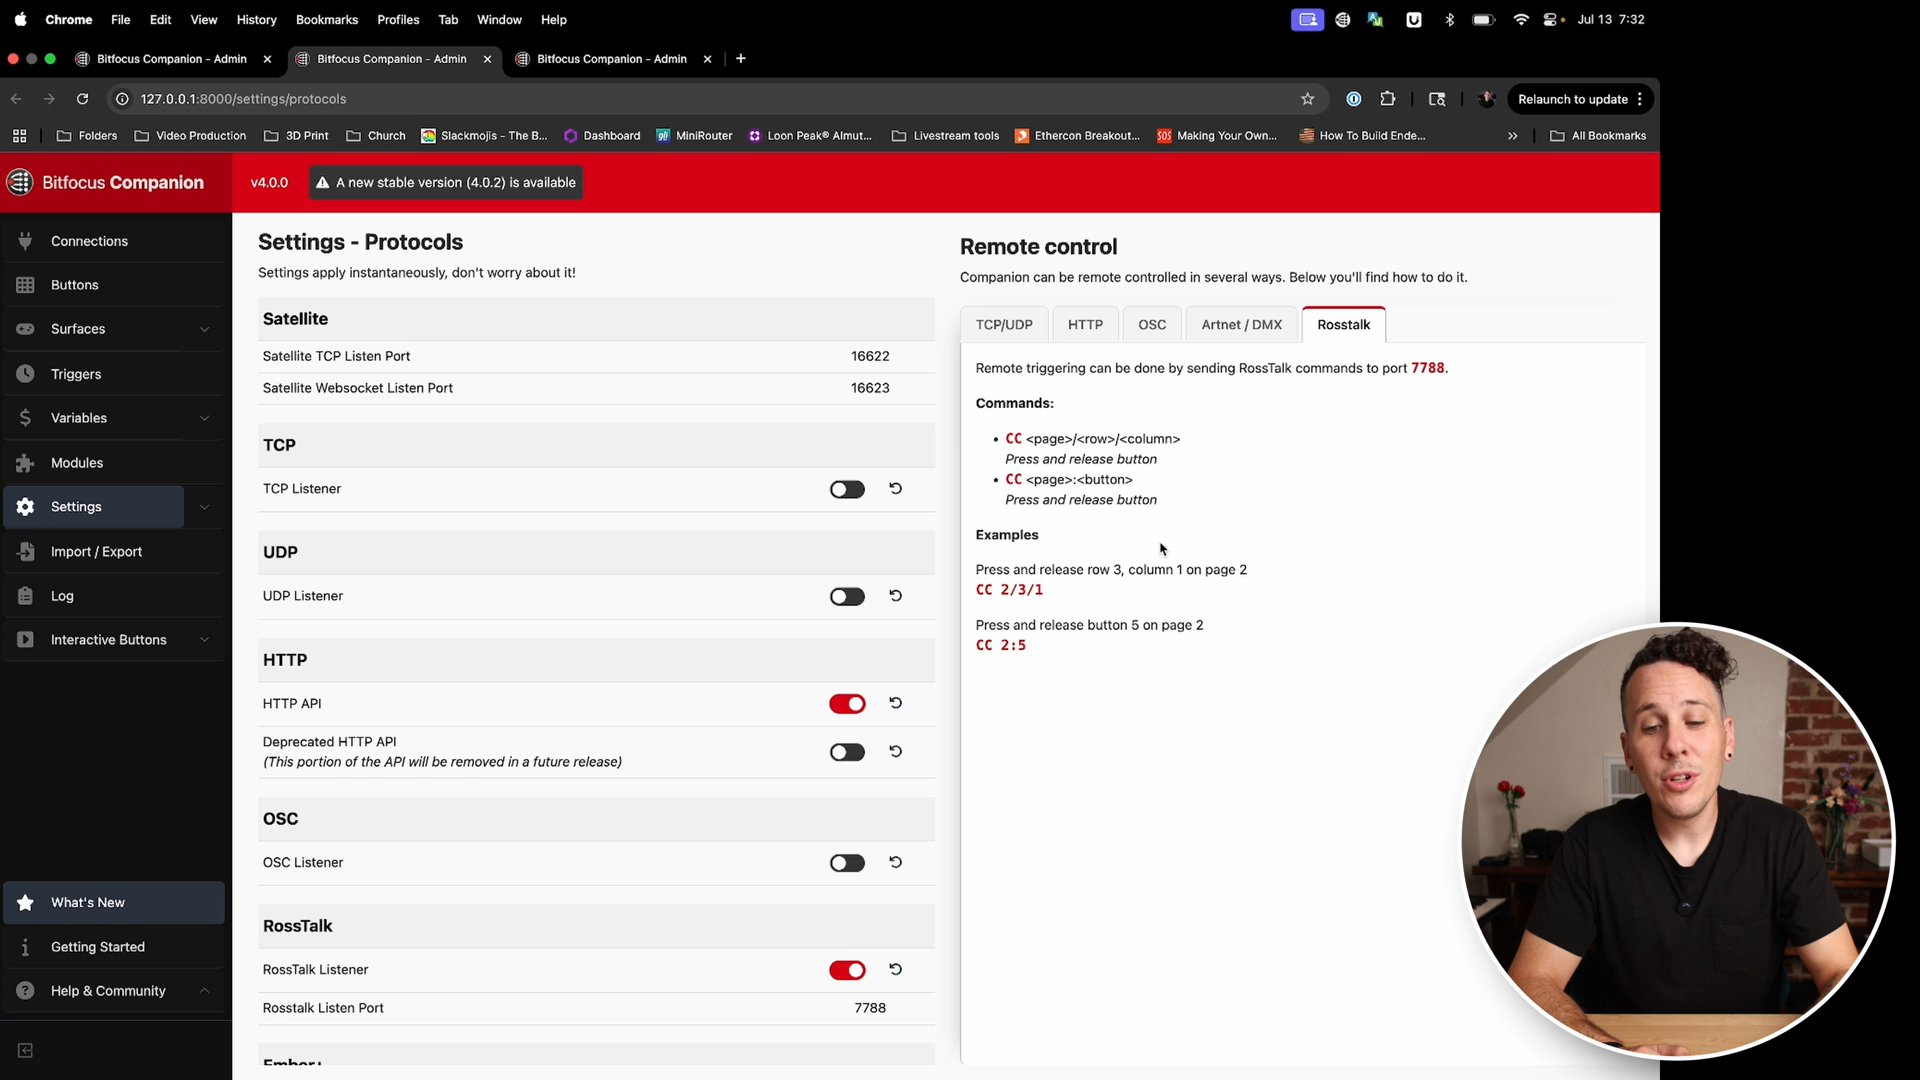 Chrome File Edit View History Bookmarks Profiles Tab Window Help Jul 13 7:32
Bitfocus Companion - Admin Bitfocus Companion - Admin Bitfocus Companion - Admin
127.0.0.1:8000/settings/protocols Relaunch to update
Folders Video Production 3D Print Church Slackmojis - The B... Dashboard MiniRouter Loon Peak® Almut... Livestream tools Ethercon Breakout... Making Your Own... How To Build Ende... » All Bookmarks
Bitfocus Companion v4.0.0 A new stable version (4.0.2) is available
Connections
Buttons
Surfaces
Triggers
Variables
Modules
Settings
Import / Export
Log
Interactive Buttons
What's New
Getting Started
Help & Community
Settings - Protocols
Settings apply instantaneously, don't worry about it!
Satellite
Satellite TCP Listen Port 16622
Satellite Websocket Listen Port 16623
TCP
TCP Listener
UDP
UDP Listener
HTTP
HTTP API
Deprecated HTTP API
(This portion of the API will be removed in a future release)
OSC
OSC Listener
RossTalk
RossTalk Listener
Rosstalk Listen Port 7788
Ember+
Remote control
Companion can be remote controlled in several ways. Below you'll find how to do it.
TCP/UDP HTTP OSC Artnet / DMX Rosstalk
Remote triggering can be done by sending RossTalk commands to port 7788.
Commands:
• CC <page>/<row>/<column>
Press and release button
• CC <page>:<button>
Press and release button
Examples
Press and release row 3, column 1 on page 2
CC 2/3/1
Press and release button 5 on page 2
CC 2:5